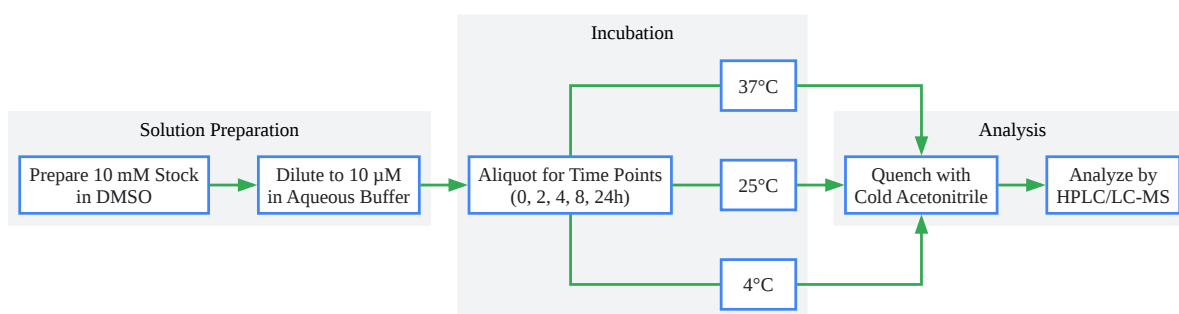 Solution Preparation
Prepare 10 mM Stock
in DMSO
Dilute to 10 µM
in Aqueous Buffer
Incubation
Aliquot for Time Points
(0, 2, 4, 8, 24h)
37°C
25°C
4°C
Analysis
Quench with
Cold Acetonitrile
Analyze by
HPLC/LC-MS